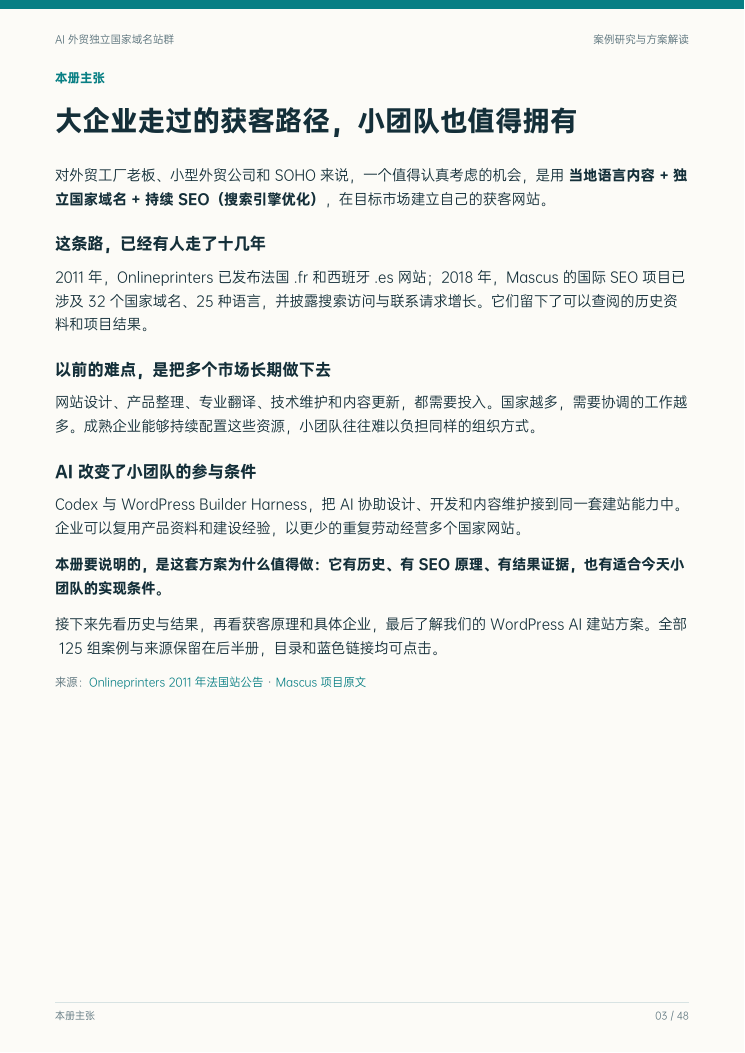 AI 外贸独立国家域名站群
案例研究与方案解读
本册主张
大企业走过的获客路径，小团队也值得拥有
对外贸工厂老板、小型外贸公司和 SOHO 来说，一个值得认真考虑的机会，是用 当地语言内容 + 独
立国家域名 + 持续 SEO（搜索引擎优化），在目标市场建立自己的获客网站。
这条路，已经有人走了十几年
2011 年，Onlineprinters 已发布法国 .fr 和西班牙 .es 网站；2018 年，Mascus 的国际 SEO 项目已
涉及 32 个国家域名、25 种语言，并披露搜索访问与联系请求增长。它们留下了可以查阅的历史资
料和项目结果。
以前的难点，是把多个市场长期做下去
网站设计、产品整理、专业翻译、技术维护和内容更新，都需要投入。国家越多，需要协调的工作越
多。成熟企业能够持续配置这些资源，小团队往往难以负担同样的组织方式。
AI 改变了小团队的参与条件
Codex 与 WordPress Builder Harness，把 AI 协助设计、开发和内容维护接到同一套建站能力中。
企业可以复用产品资料和建设经验，以更少的重复劳动经营多个国家网站。
本册要说明的，是这套方案为什么值得做：它有历史、有 SEO 原理、有结果证据，也有适合今天小
团队的实现条件。
接下来先看历史与结果，再看获客原理和具体企业，最后了解我们的 WordPress AI 建站方案。全部
125 组案例与来源保留在后半册，目录和蓝色链接均可点击。
来源：Onlineprinters 2011 年法国站公告 · Mascus 项目原文
本册主张
03 / 48